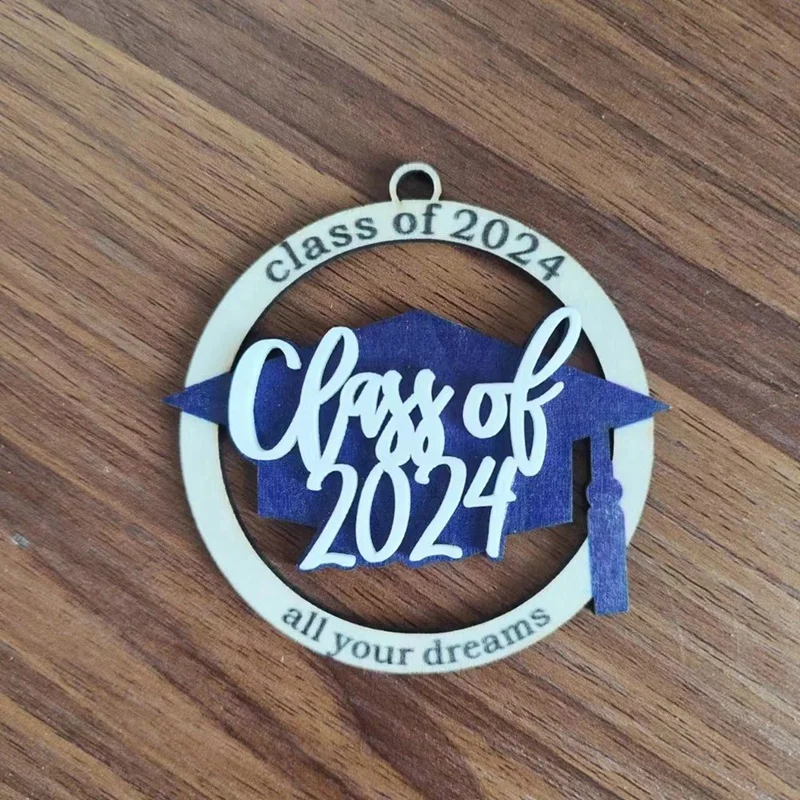 class of 2024
Class of
2024
all your dreams